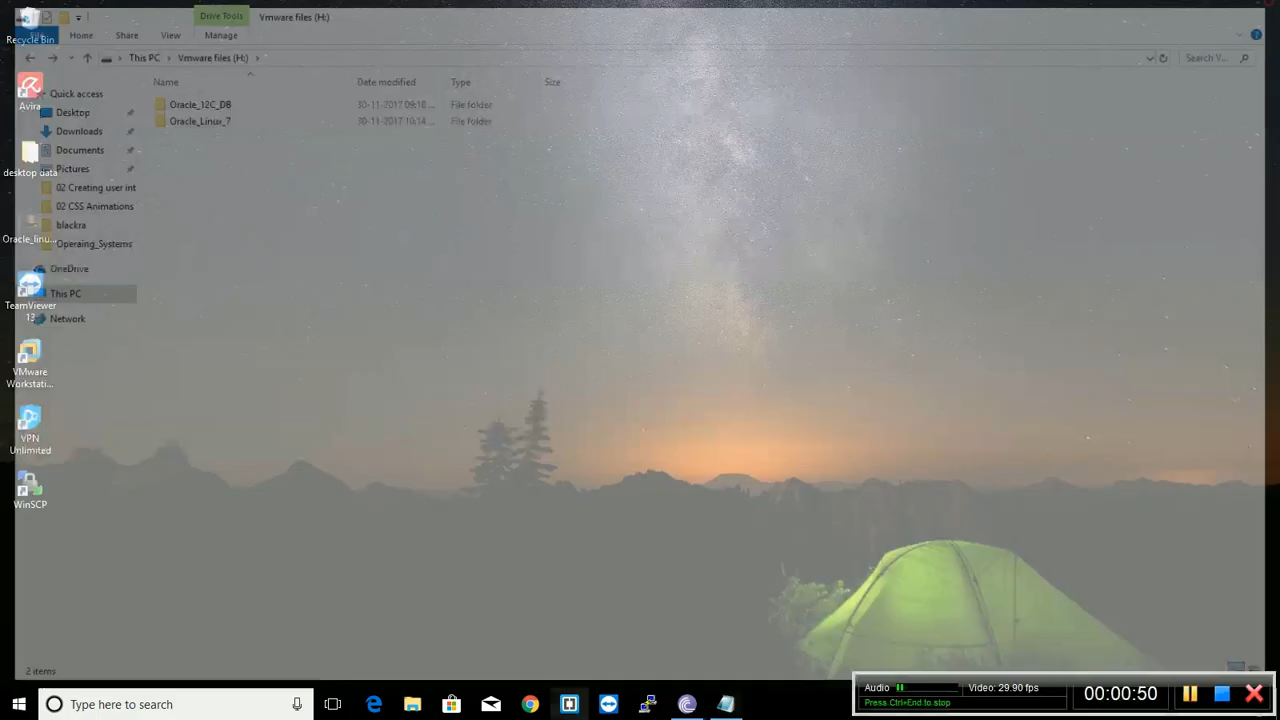 Drive Tools
Vmware files (H:)
Recycle Bin
Home
Share
View
Manage
This PC
Vmware files (H:)
Search V...
Name
Date modified
Type
Size
Avira
Quick access
Oracle_12C_DB
30-11-2017 09:18 ...
File folder
Desktop
Oracle_Linux_7
30-11-2017 10:14 ...
File folder
Downloads
Documents
desktop data
Pictures
02 Creating user int
02 CSS Animations
blackra
Oracle_linu...
Operaing_Systems
OneDrive
TeamViewer 13
This PC
Network
VMware
Workstati...
VPN
Unlimited
WinSCP
2 items
Type here to search
Audio
Video: 29.90 fps
Press Ctrl+End to stop
00:00:50